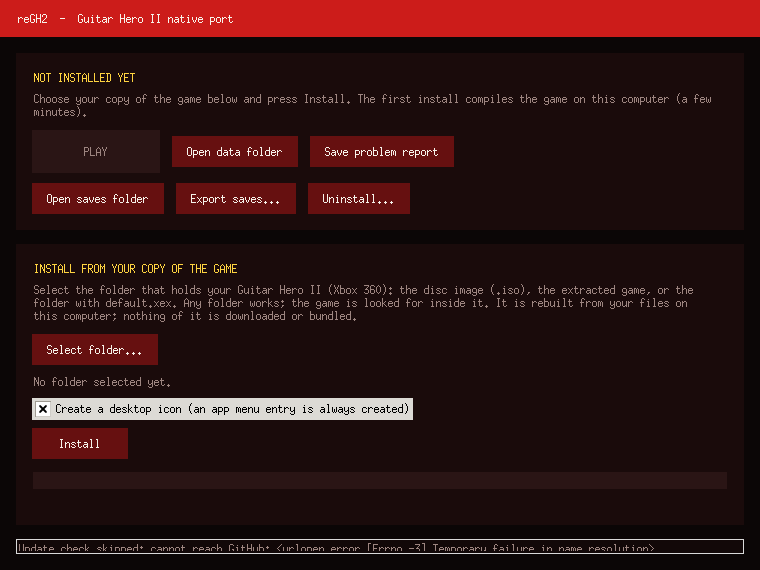 reGH2 - Guitar Hero II native port
NOT INSTALLED YET
Choose your copy of the game below and press Install. The first install compiles the game on this computer (a few
minutes).
PLAY
Open data folder
Save problem report
Open saves folder
Export saves...
Uninstall...
INSTALL FROM YOUR COPY OF THE GAME
Select the folder that holds your Guitar Hero II (Xbox 360): the disc image (.iso), the extracted game, or the
folder with default.xex. Any folder works; the game is looked for inside it. It is rebuilt from your files on
this computer; nothing of it is downloaded or bundled.
Select folder...
No folder selected yet.
Create a desktop icon (an app menu entry is always created)
Install
Update check skipped: cannot reach GitHub: <urlopen error [Errno -3] Temporary failure in name resolution>